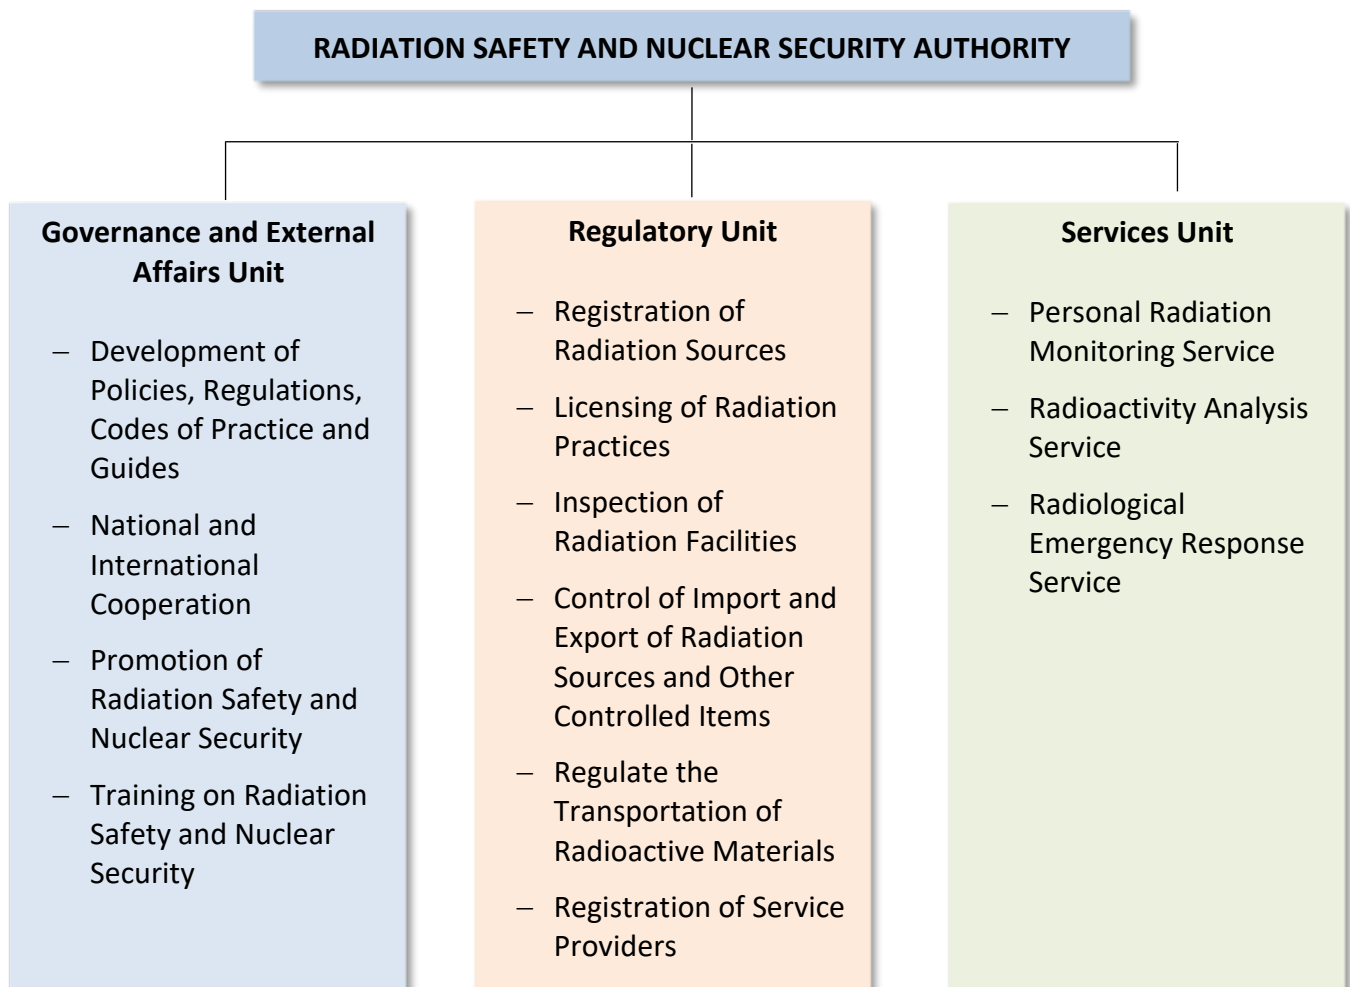 RADIATION SAFETY AND NUCLEAR SECURITY AUTHORITY
Governance and External
Affairs Unit
– Development of
Policies, Regulations,
Codes of Practice and
Guides
– National and
International
Cooperation
– Promotion of
Radiation Safety and
Nuclear Security
– Training on Radiation
Safety and Nuclear
Security
Regulatory Unit
– Registration of
Radiation Sources
– Licensing of Radiation
Practices
– Inspection of
Radiation Facilities
– Control of Import and
Export of Radiation
Sources and Other
Controlled Items
– Regulate the
Transportation of
Radioactive Materials
– Registration of Service
Providers
Services Unit
– Personal Radiation
Monitoring Service
– Radioactivity Analysis
Service
– Radiological
Emergency Response
Service